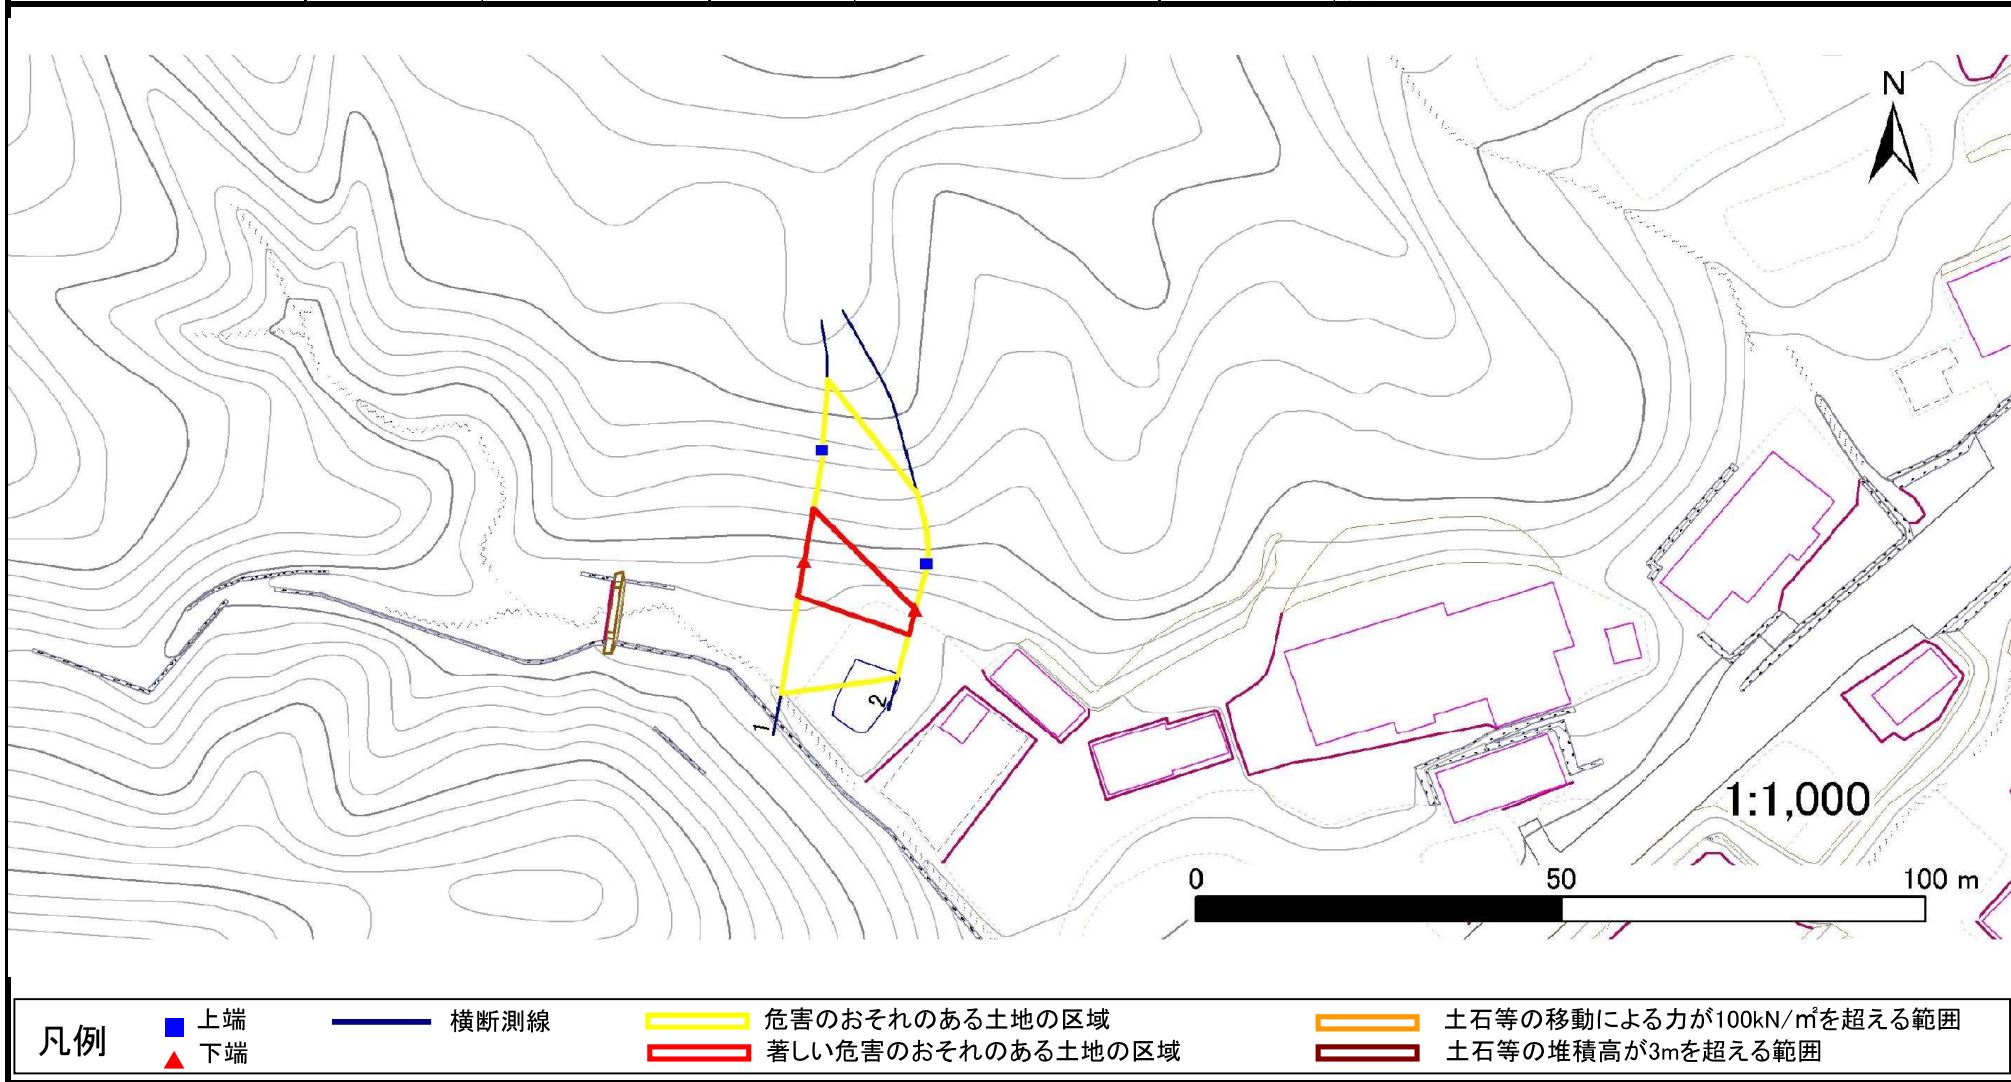 N
1
2
1:1,000
0 50 100 m
凡例
上端
下端
横断測線
危害のおそれのある土地の区域
著しい危害のおそれのある土地の区域
土石等の移動による力が100kN/㎡を超える範囲
土石等の堆積高が3mを超える範囲